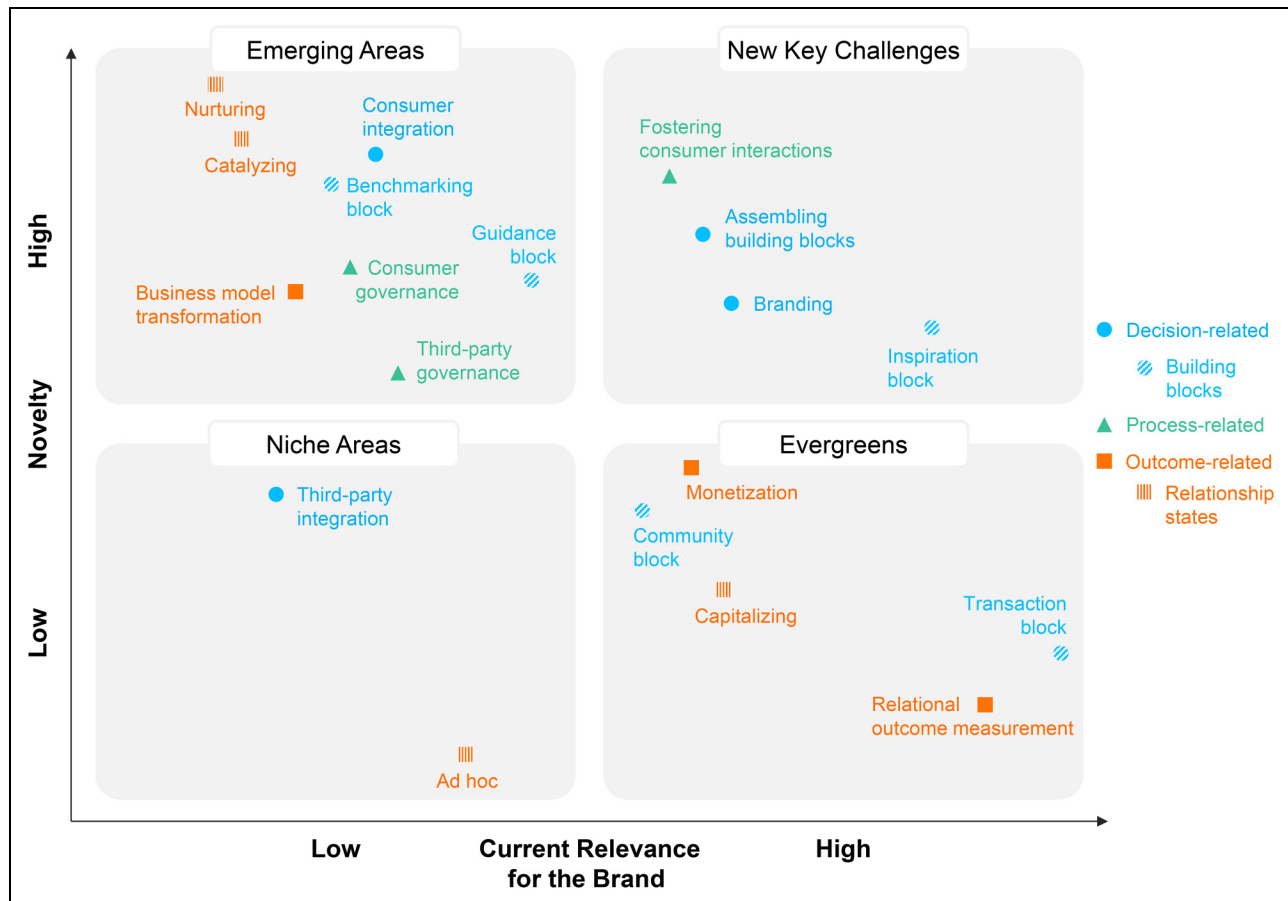 Emerging Areas
New Key Challenges
Nurturing
Catalyzing
Consumer
integration
Benchmarking
block
Guidance
block
Consumer
governance
Business model
transformation
Third-party
governance
Fostering
consumer interactions
Assembling
building blocks
Branding
Inspiration
block
Niche Areas
Evergreens
Third-party
integration
Ad hoc
Monetization
Community
block
Capitalizing
Transaction
block
Relational
outcome measurement
High
Novelty
Low
Low
Current Relevance
for the Brand
High
Decision-related
Building
blocks
Process-related
Outcome-related
Relationship
states